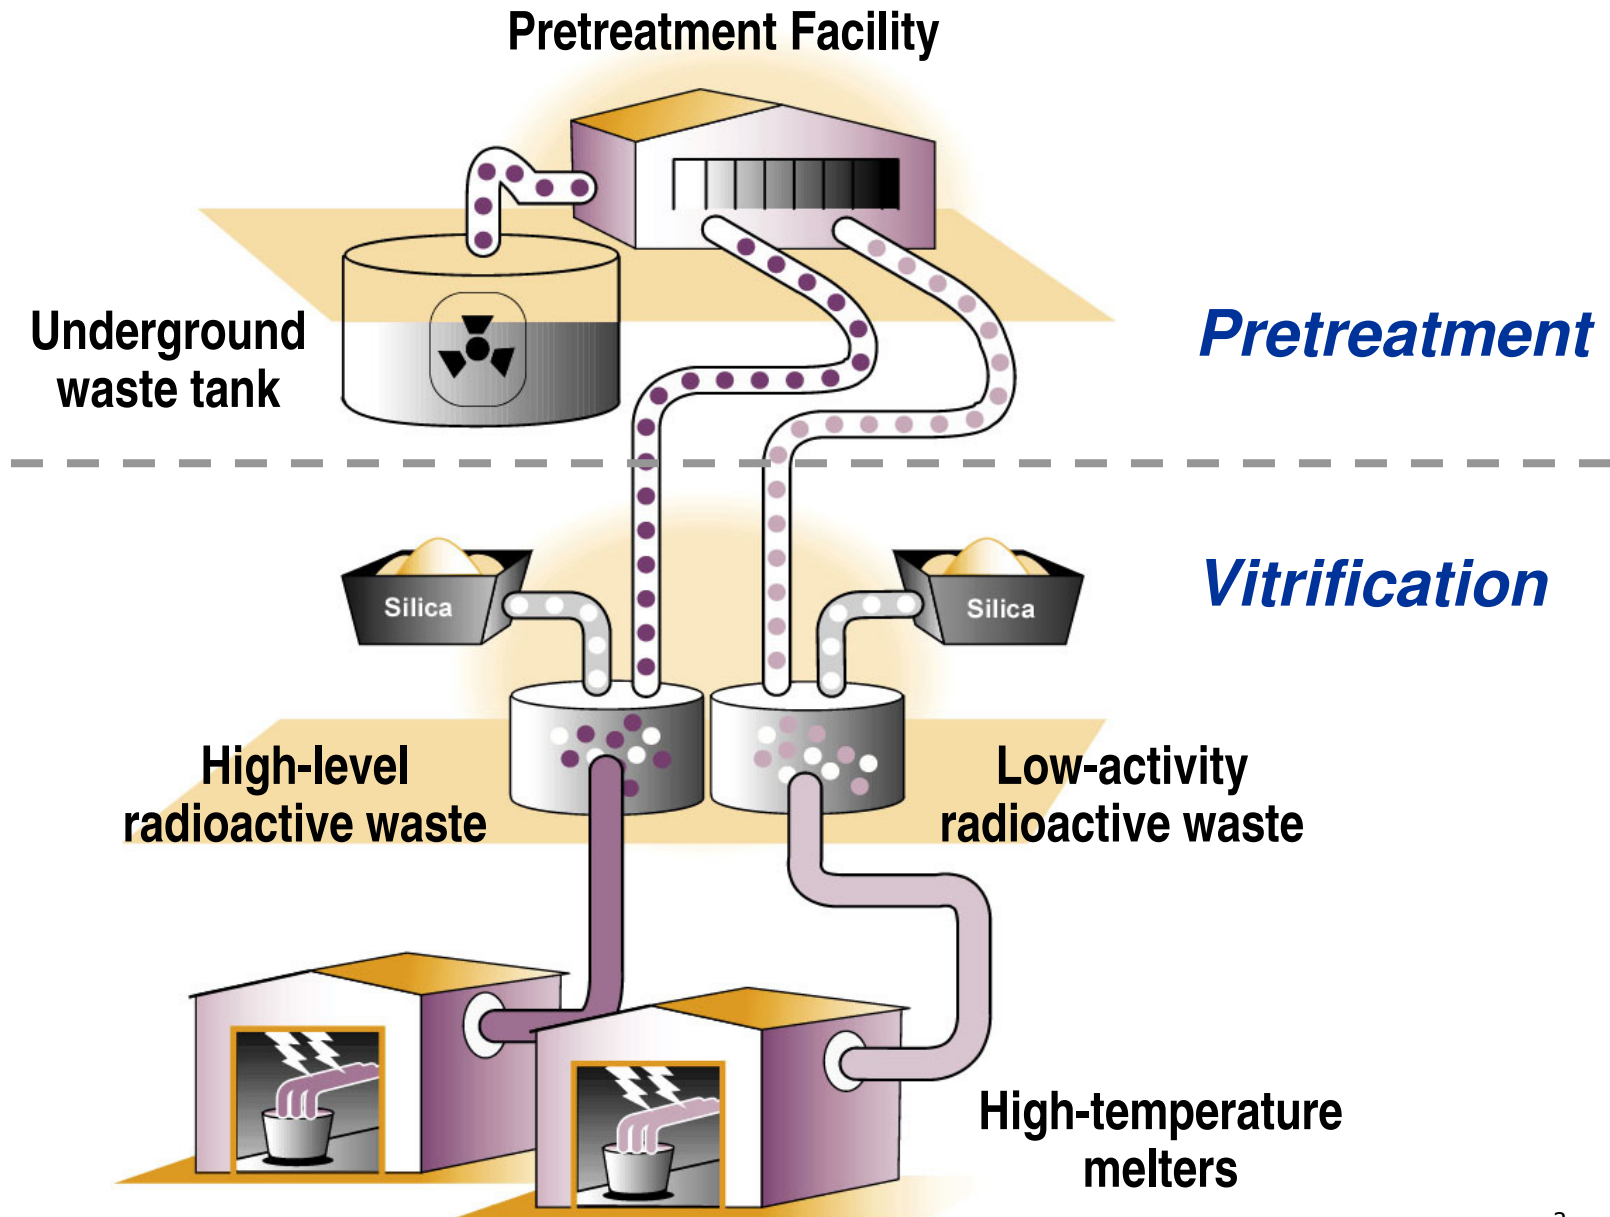 Pretreatment Facility
Underground
waste tank
Pretreatment
Vitrification
Silica
Silica
High-level
radioactive waste
Low-activity
radioactive waste
High-temperature
melters